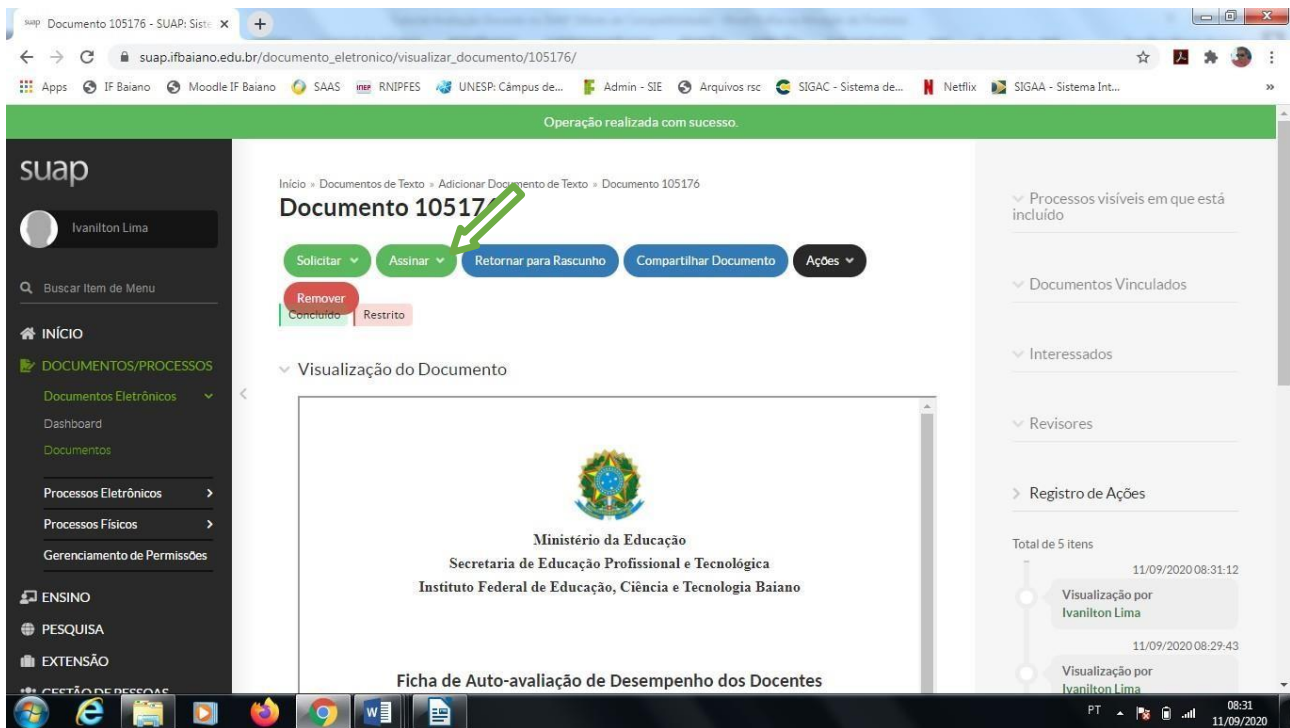 Documento 105176 - SUAP: Siste
suap.ifbaiano.edu.br/documento_eletronico/visualizar_documento/105176/
Apps IF Baiano Moodle IF Baiano SAAS RNIPFES UNESP: Câmpus de... Admin - SIE Arquivos rsc SIGAC - Sistema de... Netflix SIGAA - Sistema Int... »
Operação realizada com sucesso.
suap
Ivanilton Lima
Buscar Item de Menu
INÍCIO
DOCUMENTOS/PROCESSOS
Documentos Eletrônicos
Dashboard
Documentos
Processos Eletrônicos
Processos Físicos
Gerenciamento de Permissões
ENSINO
PESQUISA
EXTENSÃO
GESTÃO DE PESSOAS
Início » Documentos de Texto » Adicionar Documento de Texto » Documento 105176
Documento 105176
Solicitar Assinar Retornar para Rascunho Compartilhar Documento Ações
Remover
Concluído Restrito
Visualização do Documento
Ministério da Educação
Secretaria de Educação Profissional e Tecnológica
Instituto Federal de Educação, Ciência e Tecnologia Baiano
Ficha de Auto-avaliação de Desempenho dos Docentes
Processos visíveis em que está
incluído
Documentos Vinculados
Interessados
Revisores
Registro de Ações
Total de 5 itens
11/09/2020 08:31:12
Visualização por
Ivanilton Lima
11/09/2020 08:29:43
Visualização por
Ivanilton Lima
PT
08:31
11/09/2020